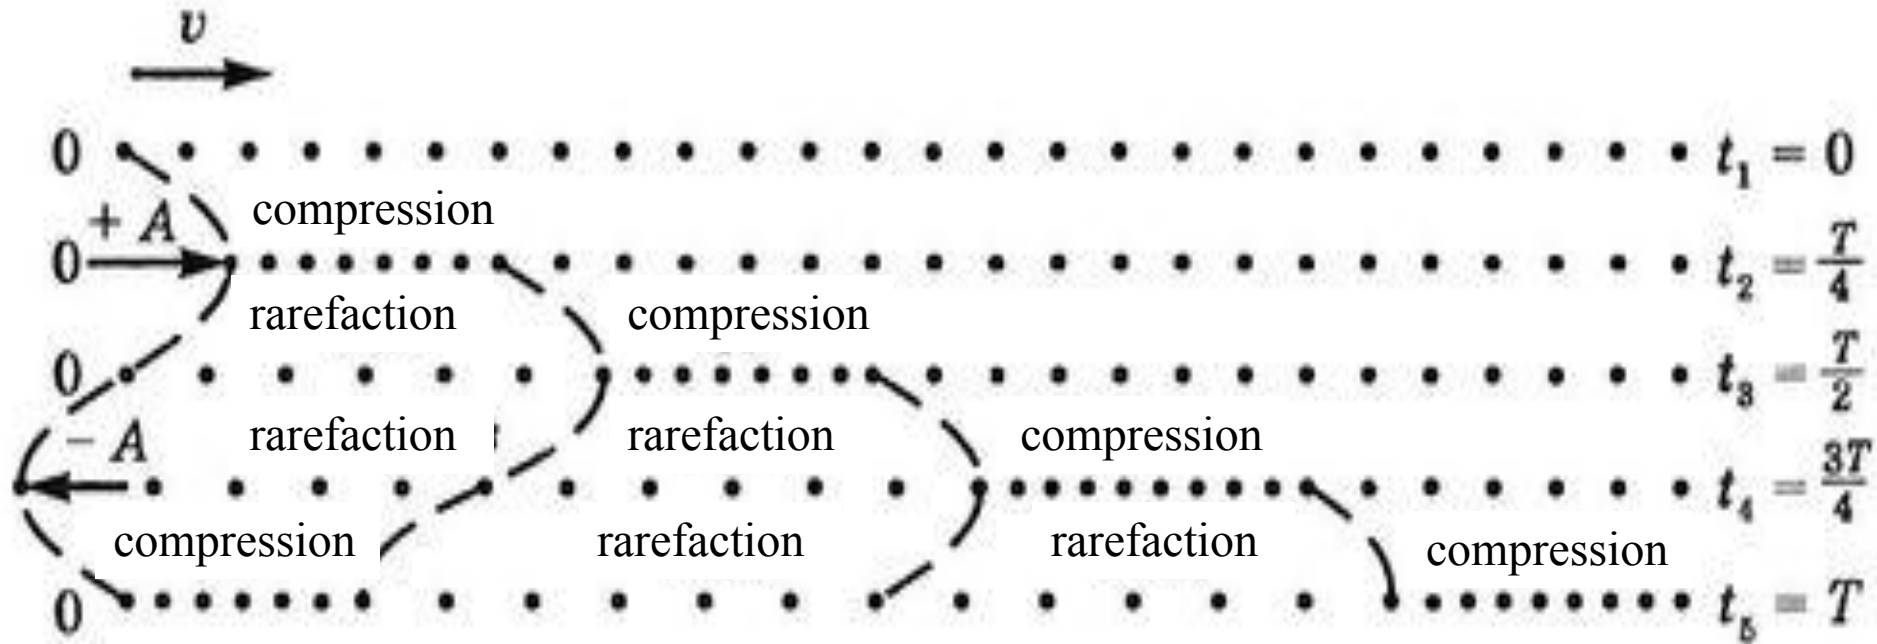 v
0 t₁ = 0
+ A compression
0 t₂ = T/4
rarefaction compression
0 t₃ = T/2
− A rarefaction rarefaction compression
t₄ = 3T/4
compression rarefaction rarefaction compression
0 t₅ = T